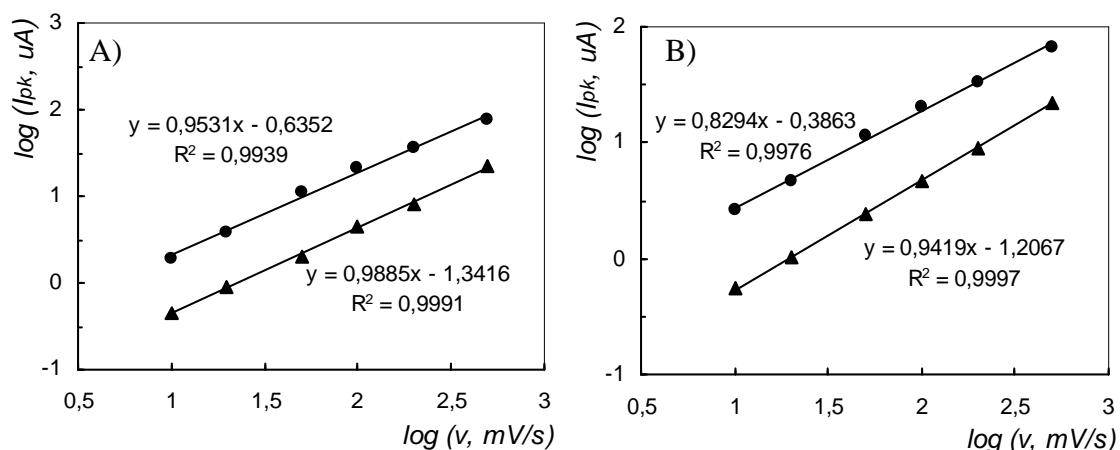 A)
log (Ipk, uA)
3
2
1
0
-1
y = 0,9531x - 0,6352
R² = 0,9939
y = 0,9885x - 1,3416
R² = 0,9991
0,5 1 1,5 2 2,5 3
log (v, mV/s)
B)
log (Ipk, uA)
2
1
0
-1
y = 0,8294x - 0,3863
R² = 0,9976
y = 0,9419x - 1,2067
R² = 0,9997
0,5 1 1,5 2 2,5 3
log (v, mV/s)